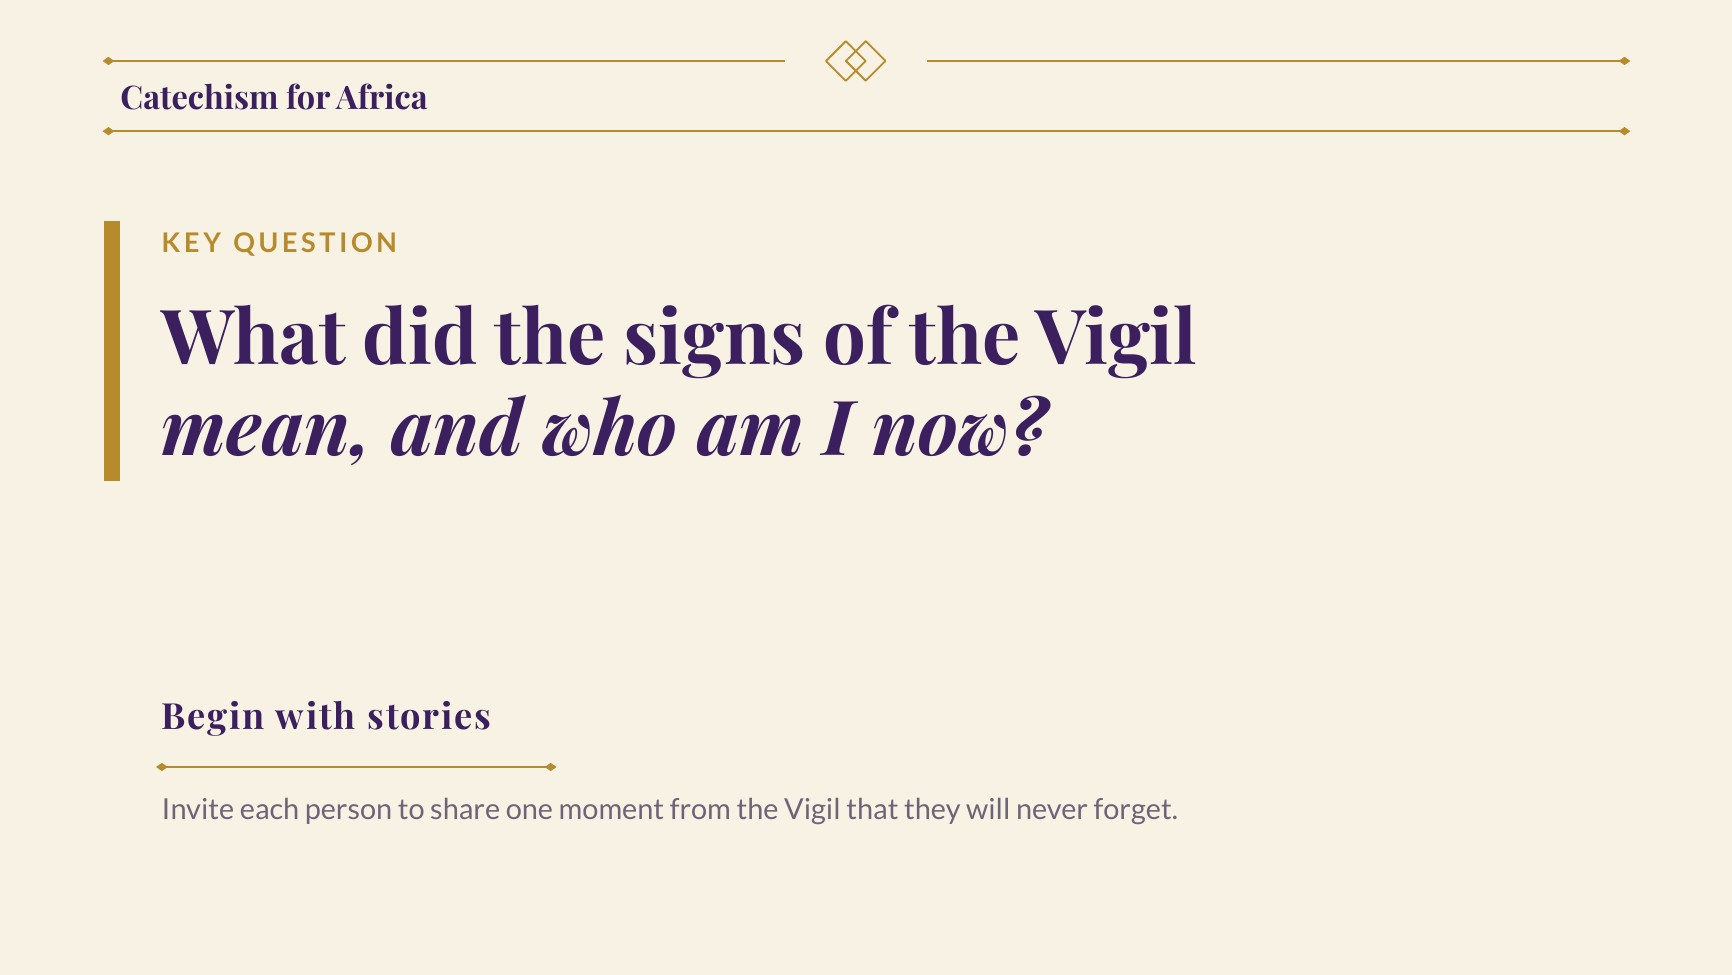 Catechism for Africa
KEY QUESTION
What did the signs of the Vigil
mean, and who am I now?
Begin with stories
Invite each person to share one moment from the Vigil that they will never forget.